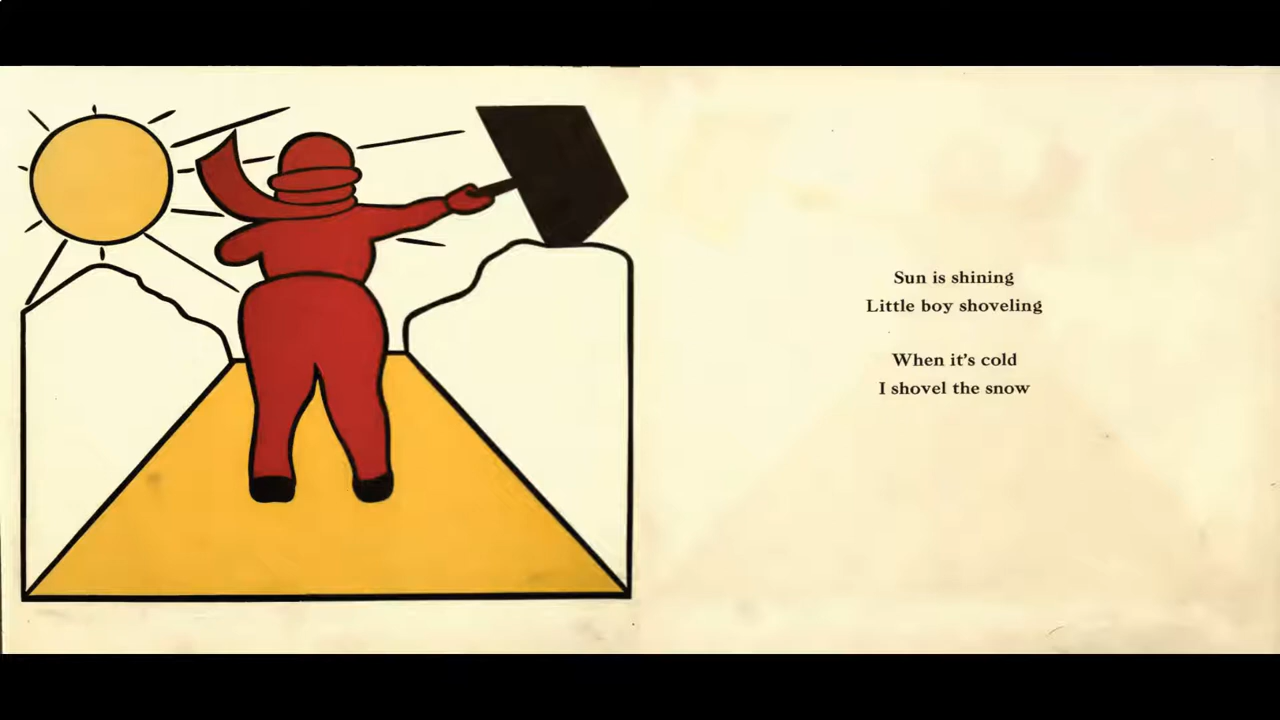 Sun is shining
Little boy shoveling
When it's cold
I shovel the snow